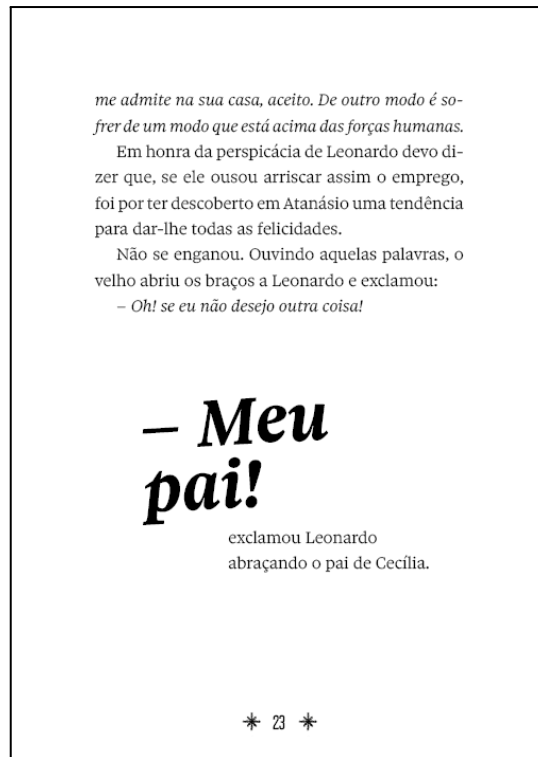 me admite na sua casa, aceito. De outro modo é so-
frer de um modo que está acima das forças humanas.
Em honra da perspicácia de Leonardo devo di-
zer que, se ele ousou arriscar assim o emprego,
foi por ter descoberto em Atanásio uma tendência
para dar-lhe todas as felicidades.
Não se enganou. Ouvindo aquelas palavras, o
velho abriu os braços a Leonardo e exclamou:
– Oh! se eu não desejo outra coisa!
– Meu
pai!
exclamou Leonardo
abraçando o pai de Cecília.
23